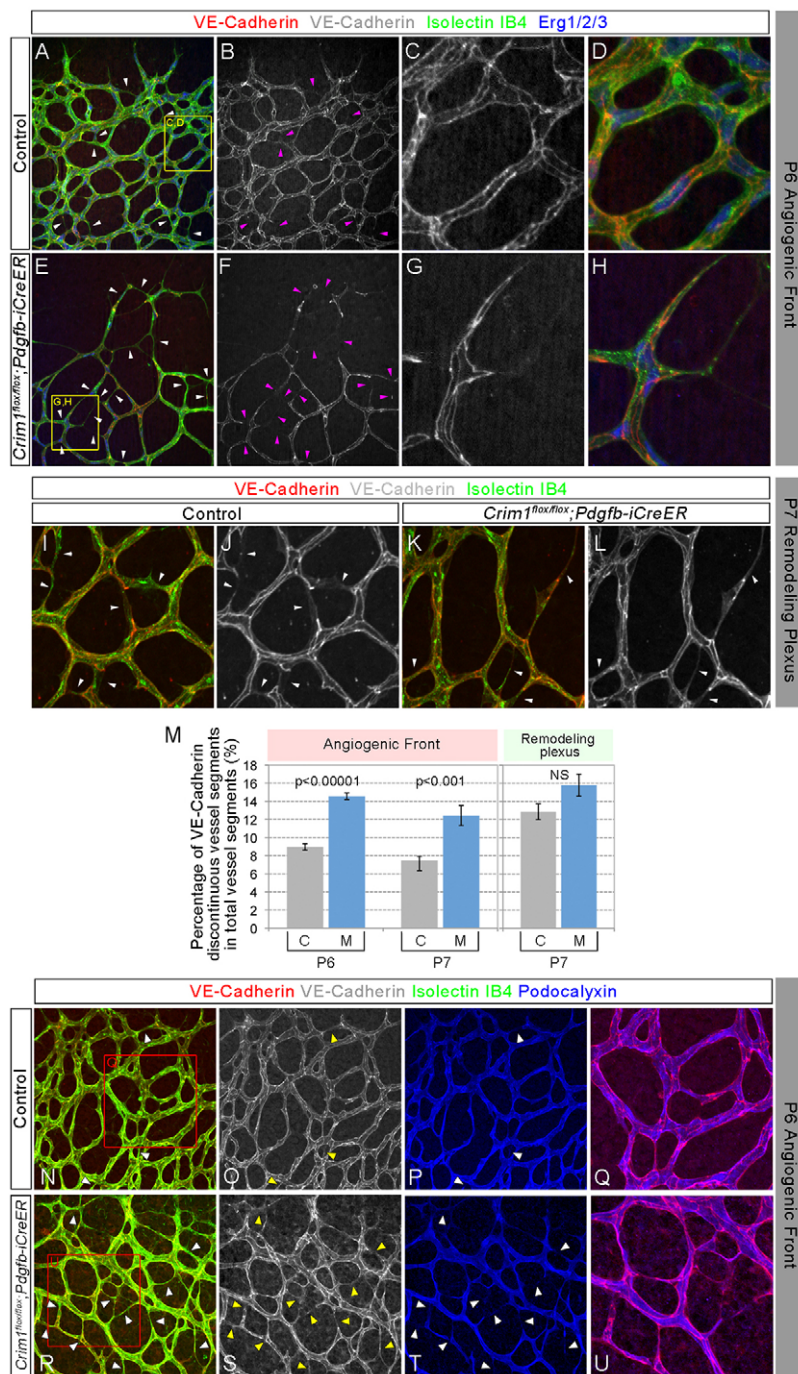 VE-Cadherin VE-Cadherin Isolectin IB4 Erg1/2/3
Control
A
C,D
B
C
D
P6 Angiogenic Front
Crim1flox/flox;Pdgfb-iCreER
E
G,H
F
G
H
VE-Cadherin VE-Cadherin Isolectin IB4
Control
Crim1flox/flox;Pdgfb-iCreER
I
J
K
L
P7 Remodeling Plexus
M
Angiogenic Front
Remodeling
plexus
Percentage of VE-Cadherin
discontinuous vessel segments
in total vessel segments (%)
18
16
14
12
10
8
6
4
2
0
p<0.00001
p<0.001
NS
C M C M C M
P6 P7 P7
VE-Cadherin VE-Cadherin Isolectin IB4 Podocalyxin
Control
N
O
P
Q
P6 Angiogenic Front
Crim1flox/flox;Pdgfb-iCreER
R
S
T
U